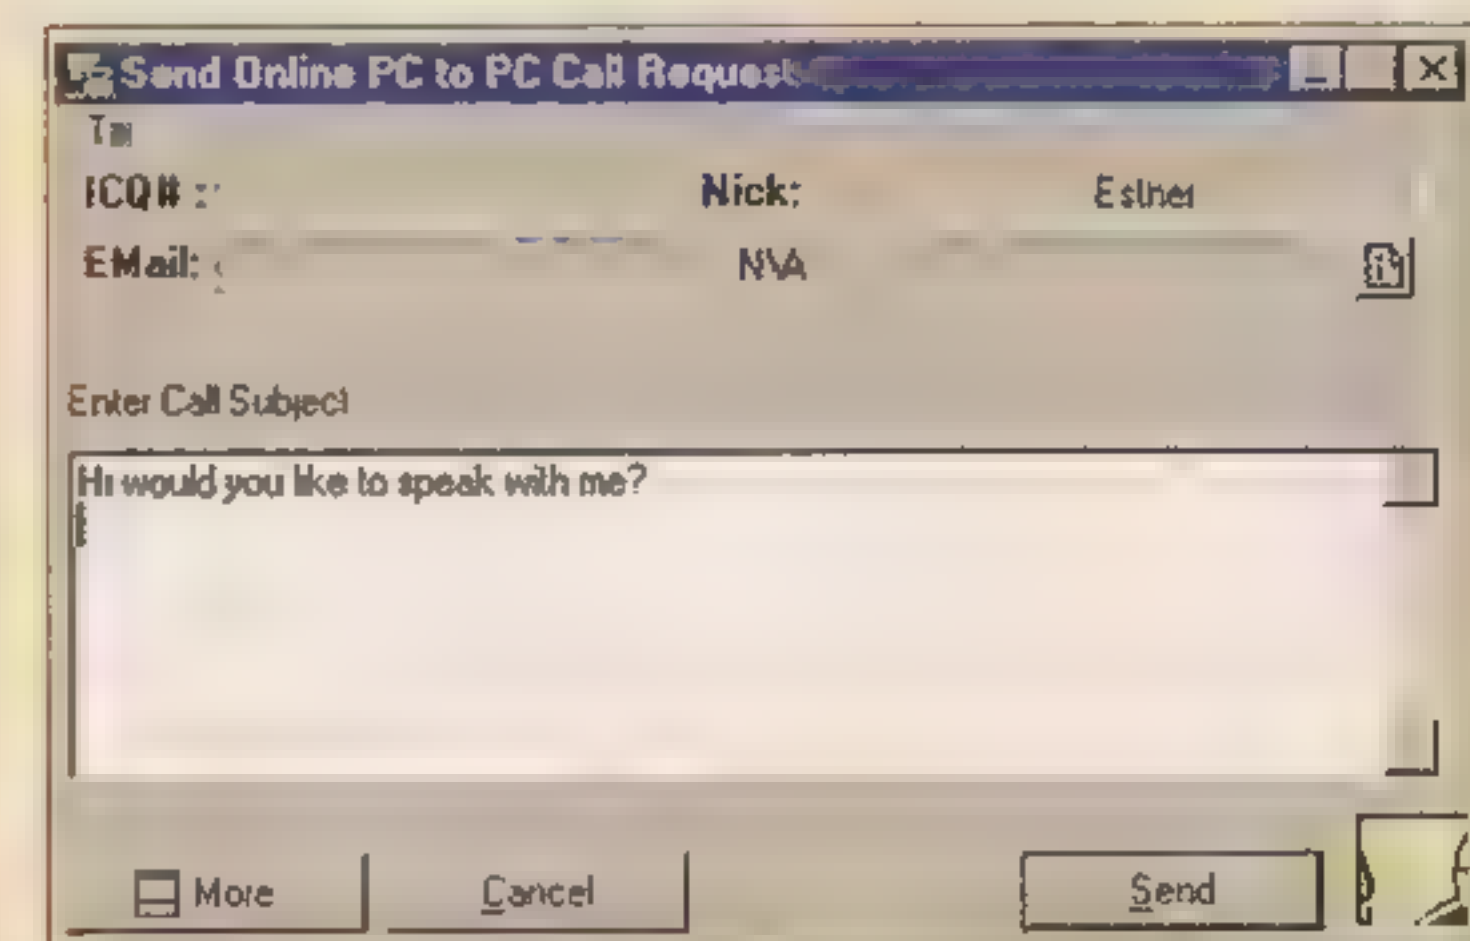 Send Online PC to PC Call Request
To:
ICQ#: Nick: Esther
EMail: N\A
Enter Call Subject
Hi would you like to speak with me?
More Cancel Send